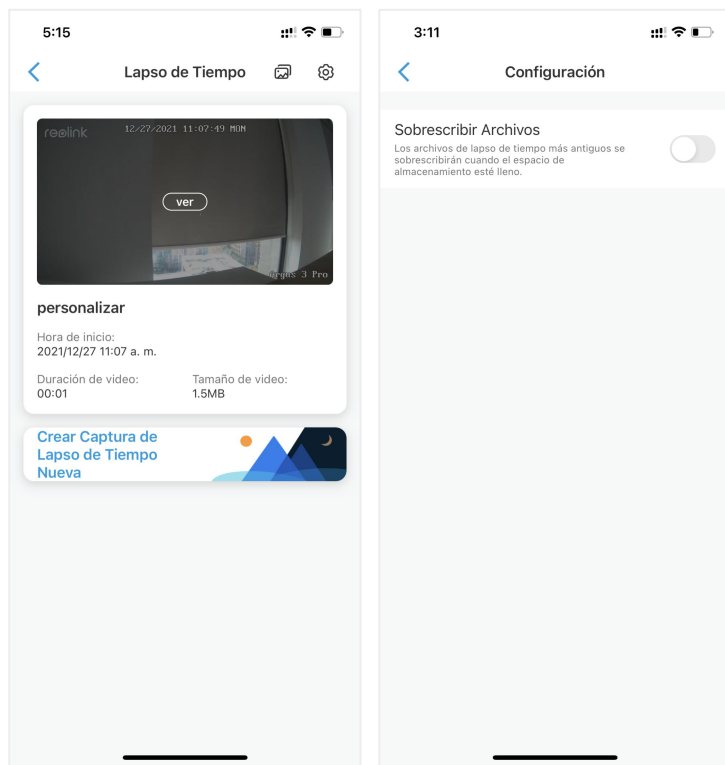 5:15
Lapso de Tiempo
reolink
12/27/2021 11:07:49 MON
ver
Argus 3 Pro
personalizar
Hora de inicio:
2021/12/27 11:07 a. m.
Duración de video:
Tamaño de video:
00:01
1.5MB
Crear Captura de
Lapso de Tiempo
Nueva
3:11
Configuración
Sobrescribir Archivos
Los archivos de lapso de tiempo más antiguos se
sobrescribirán cuando el espacio de
almacenamiento esté lleno.